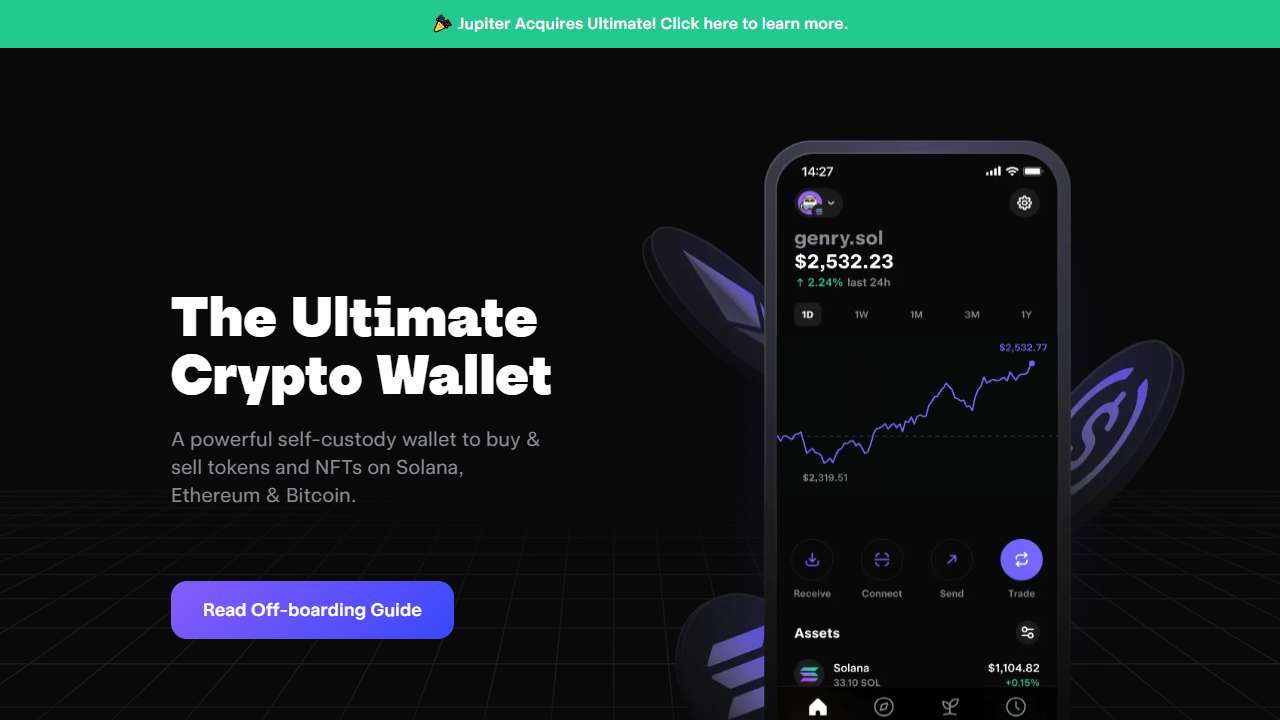 Jupiter Acquires Ultimate! Click here to learn more.
The Ultimate
Crypto Wallet
A powerful self-custody wallet to buy &
sell tokens and NFTs on Solana,
Ethereum & Bitcoin.
Read Off-boarding Guide
14:27
genry.sol
$2,532.23
↑ 2.24% last 24h
1D 1W 1M 3M 1Y
$2,532.77
$2,319.51
Receive Connect Send Trade
Assets
Solana $1,104.82
33.10 SOL +0.15%